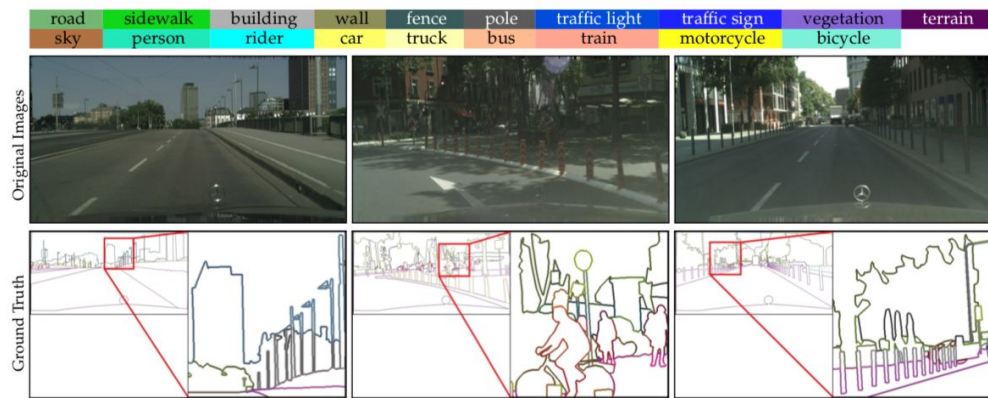 road sidewalk building wall fence pole traffic light traffic sign vegetation terrain
sky person rider car truck bus train motorcycle bicycle
Original Images
Ground Truth